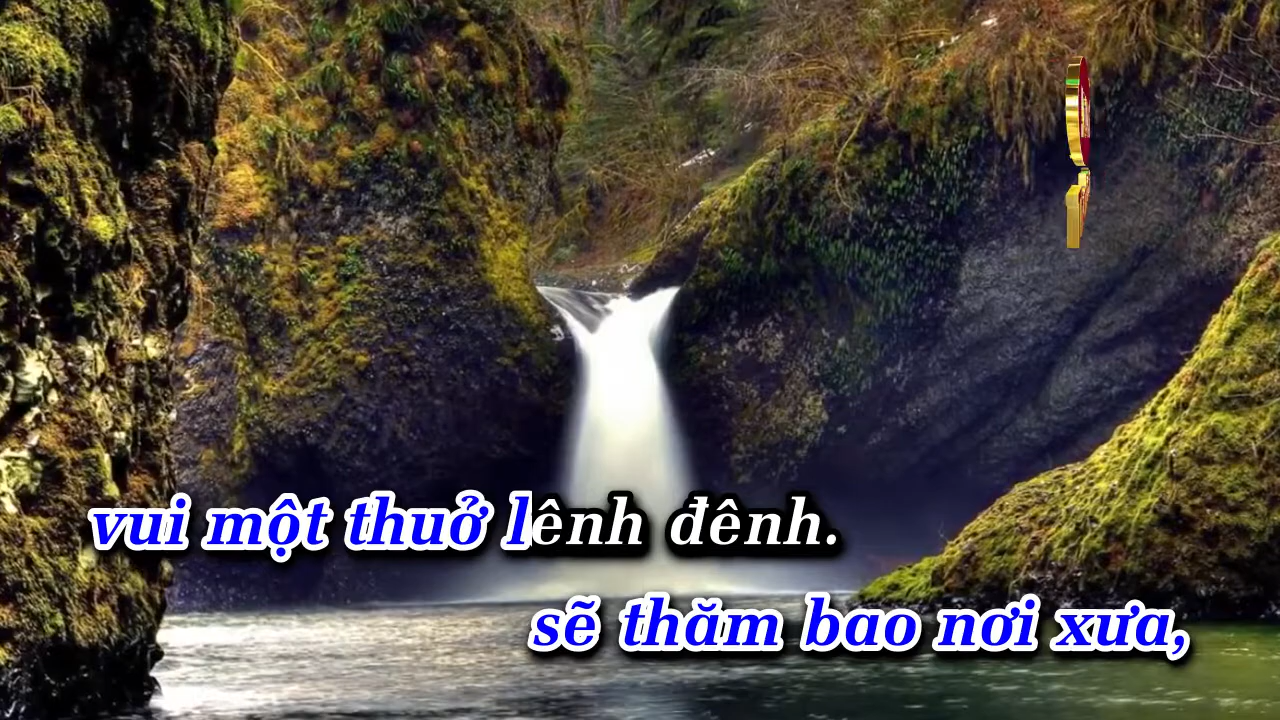 vui một thuở lênh đênh.
sẽ thăm bao nơi xưa,